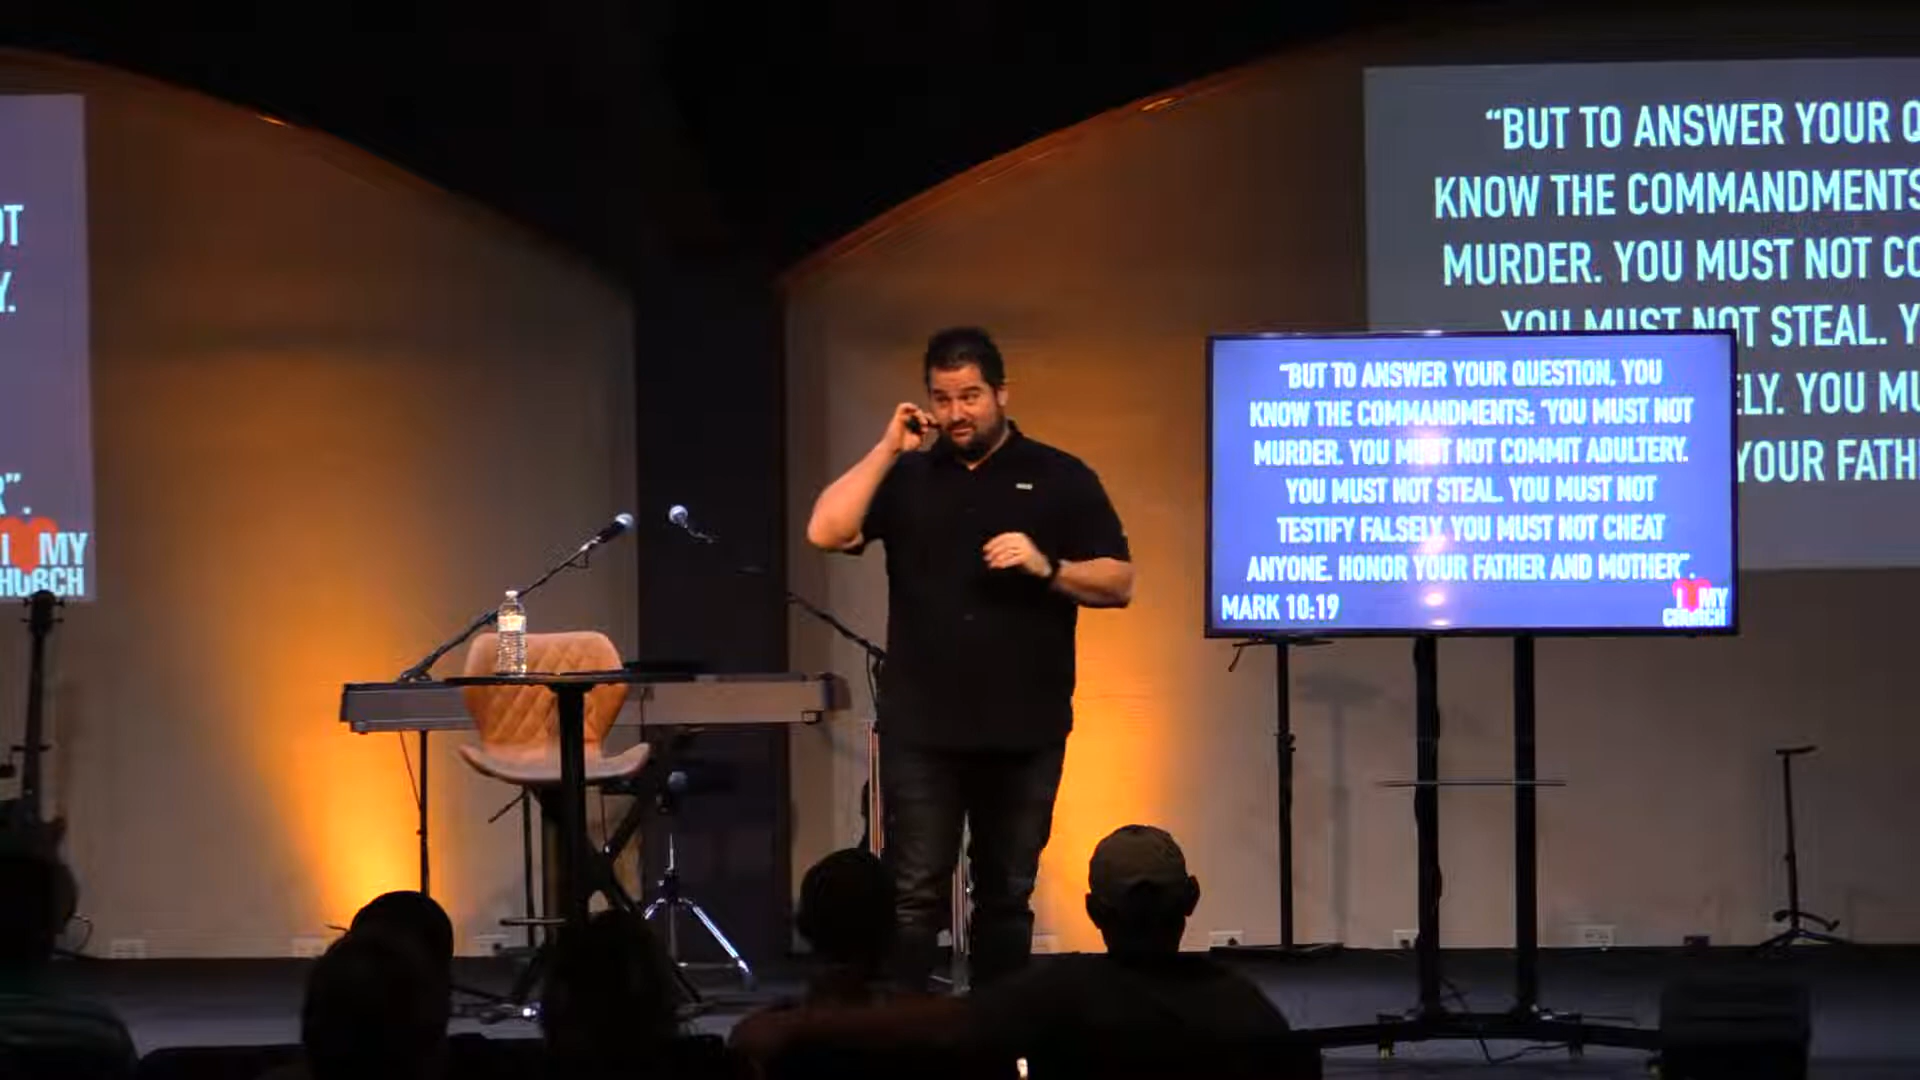 OT
Y.
R”.
I MY
CHURCH
“BUT TO ANSWER YOUR Q
KNOW THE COMMANDMENTS
MURDER. YOU MUST NOT CO
YOU MUST NOT STEAL. Y
ELY. YOU MU
YOUR FATH
“BUT TO ANSWER YOUR QUESTION, YOU
KNOW THE COMMANDMENTS: ‘YOU MUST NOT
MURDER. YOU MUST NOT COMMIT ADULTERY.
YOU MUST NOT STEAL. YOU MUST NOT
TESTIFY FALSELY. YOU MUST NOT CHEAT
ANYONE. HONOR YOUR FATHER AND MOTHER”.
MARK 10:19
I MY
CHURCH